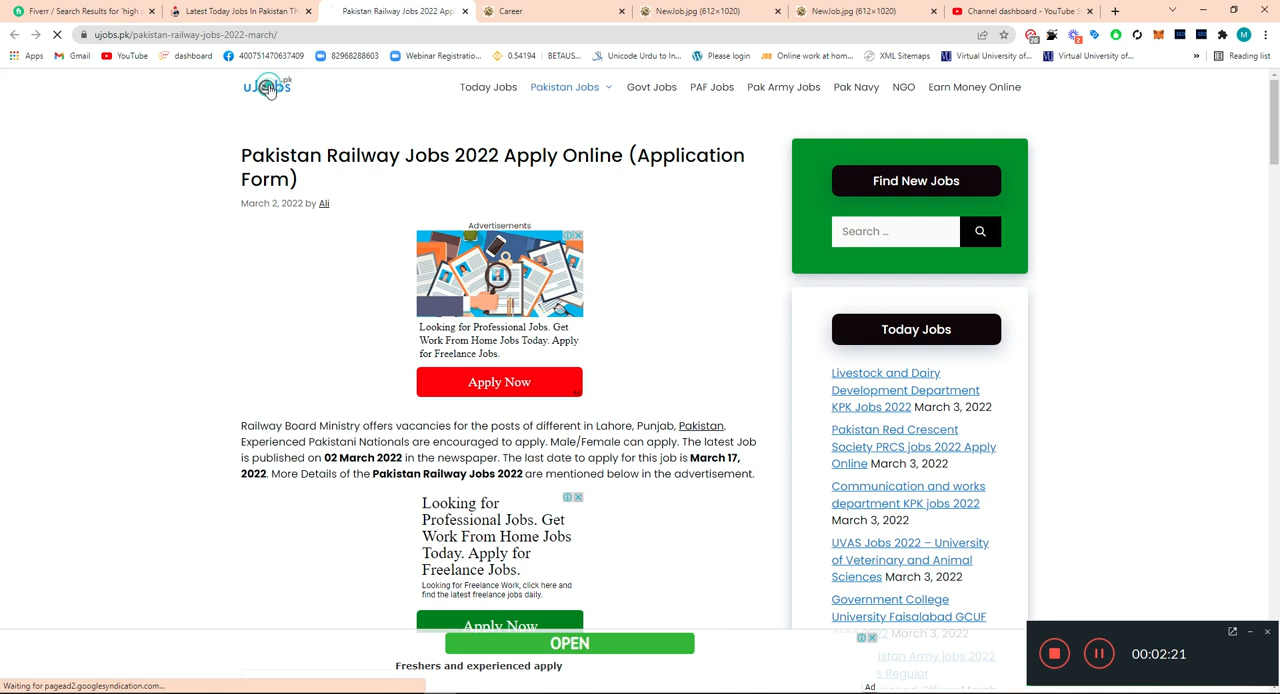 Fiverr / Search Results for 'high
Latest Today Jobs In Pakistan Th
Pakistan Railway Jobs 2022 Appl
Career
NewJob.jpg (612×1020)
NewJob.jpg (612×1020)
Channel dashboard - YouTube S
ujobs.pk/pakistan-railway-jobs-2022-march/
Apps
Gmail
YouTube
dashboard
400751470637409
82968288603
Webinar Registratio...
0.54194 | BETAUS...
Unicode Urdu to In...
Please login
Online work at hom...
XML Sitemaps
Virtual University of...
Virtual University of...
Reading list
Today Jobs
Pakistan Jobs
Govt Jobs
PAF Jobs
Pak Army Jobs
Pak Navy
NGO
Earn Money Online
Pakistan Railway Jobs 2022 Apply Online (Application
Form)
March 2, 2022 by Ali
Advertisements
Looking for Professional Jobs. Get
Work From Home Jobs Today. Apply
for Freelance Jobs.
Apply Now
Railway Board Ministry offers vacancies for the posts of different in Lahore, Punjab, Pakistan.
Experienced Pakistani Nationals are encouraged to apply. Male/Female can apply. The latest Job
is published on 02 March 2022 in the newspaper. The last date to apply for this job is March 17,
2022. More Details of the Pakistan Railway Jobs 2022 are mentioned below in the advertisement.
Looking for
Professional Jobs. Get
Work From Home Jobs
Today. Apply for
Freelance Jobs.
Looking for Freelance Work, click here and
find the latest freelance jobs daily.
Apply Now
Find New Jobs
Search ...
Today Jobs
Livestock and Dairy
Development Department
KPK Jobs 2022 March 3, 2022
Pakistan Red Crescent
Society PRCS jobs 2022 Apply
Online March 3, 2022
Communication and works
department KPK jobs 2022
March 3, 2022
UVAS Jobs 2022 – University
of Veterinary and Animal
Sciences March 3, 2022
Government College
University Faisalabad GCUF
March 3, 2022
istan Army jobs 2022
s Regular
OPEN
Freshers and experienced apply
Ad
00:02:21
Waiting for pagead2.googlesyndication.com...